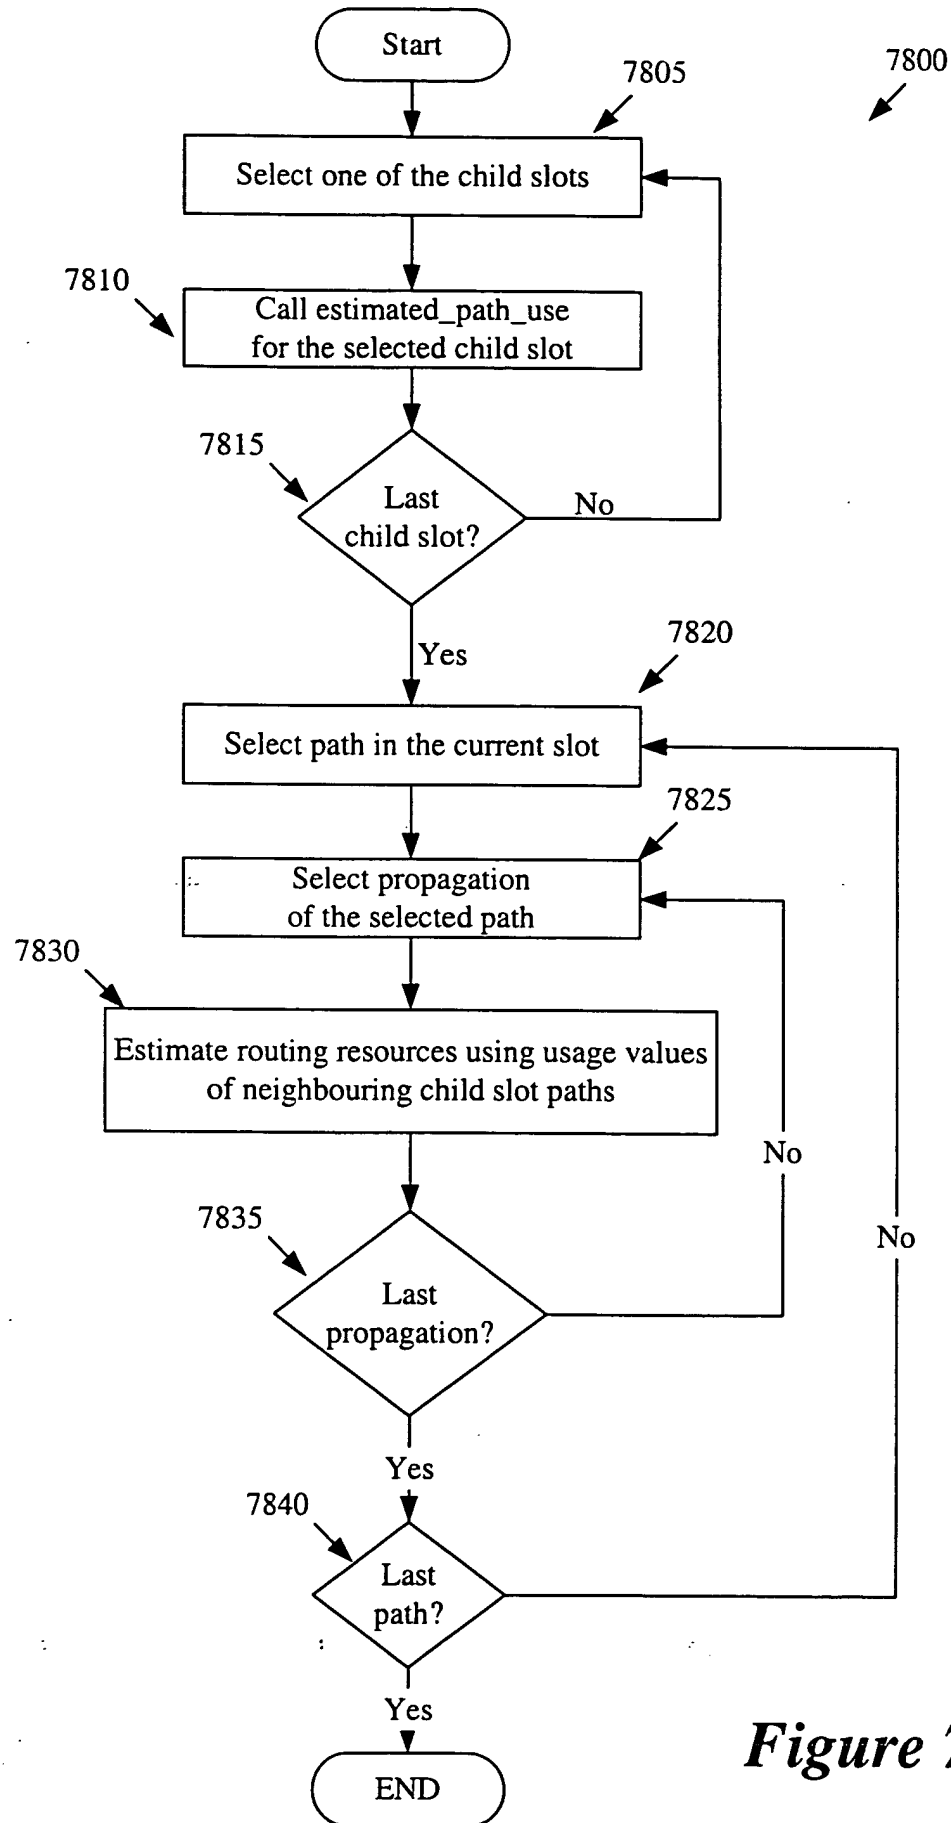 Start
7800
7805
Select one of the child slots
7810
Call estimated_path_use
for the selected child slot
7815
Last
child slot?
No
Yes
7820
Select path in the current slot
7825
Select propagation
of the selected path
7830
Estimate routing resources using usage values
of neighbouring child slot paths
No
7835
No
Last
propagation?
Yes
7840
Last
path?
Yes
Figure
END